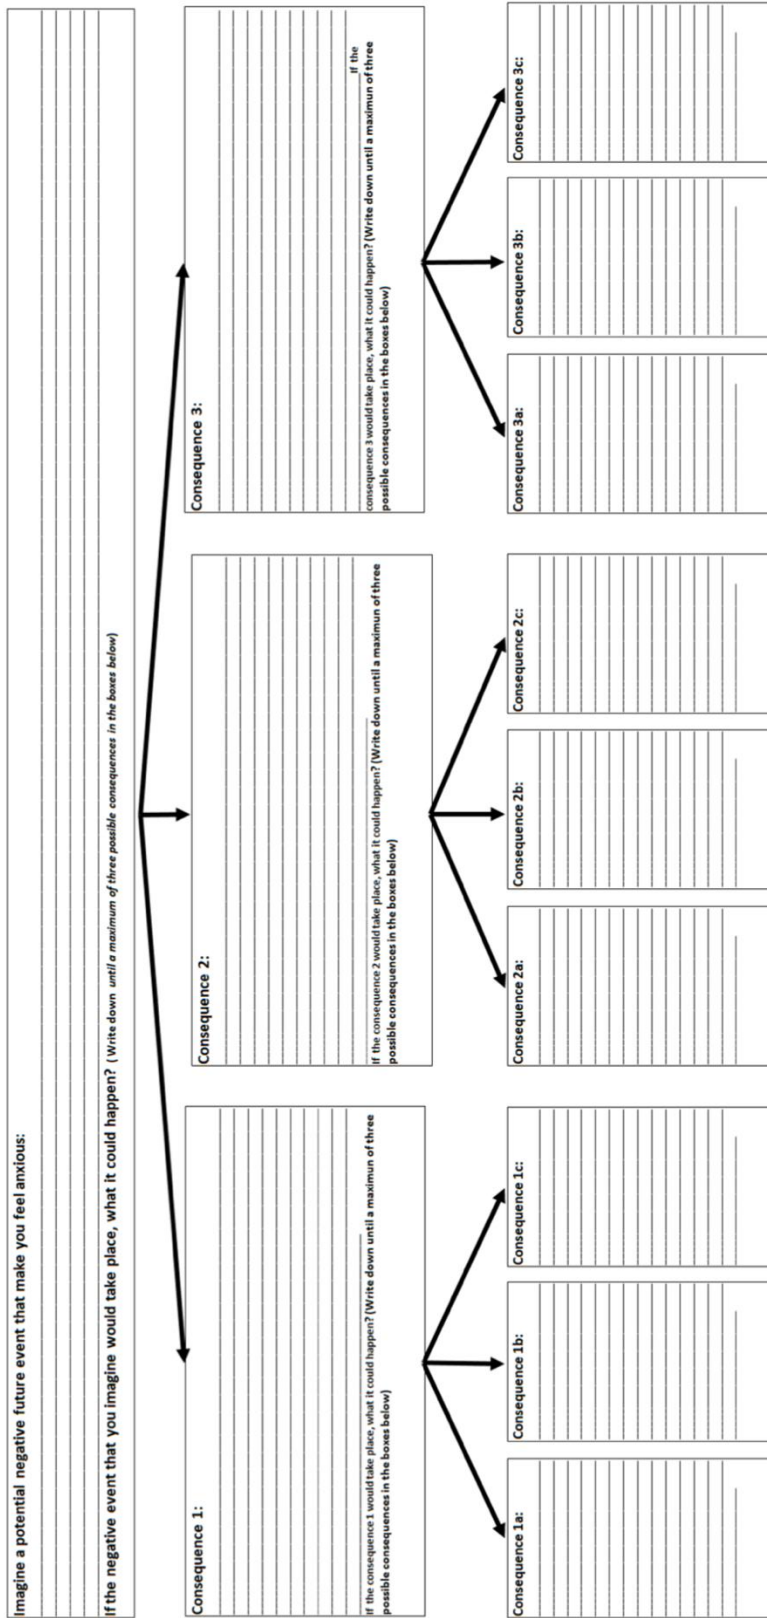 Imagine a potential negative future event that make you feel anxious:
If the negative event that you imagine would take place, what it could happen? (Write down until a maximum of three possible consequences in the boxes below)
Consequence 1:
If the consequence 1 would take place, what it could happen? (Write down until a maximun of three
possible consequences in the boxes below)
Consequence 2:
If the consequence 2 would take place, what it could happen? (Write down until a maximun of three
possible consequences in the boxes below)
Consequence 3:
If the
consequence 3 would take place, what it could happen? (Write down until a maximun of three
possible consequences in the boxes below)
Consequence 1a:
Consequence 1b:
Consequence 1c:
Consequence 2a:
Consequence 2b:
Consequence 2c:
Consequence 3a:
Consequence 3b:
Consequence 3c: